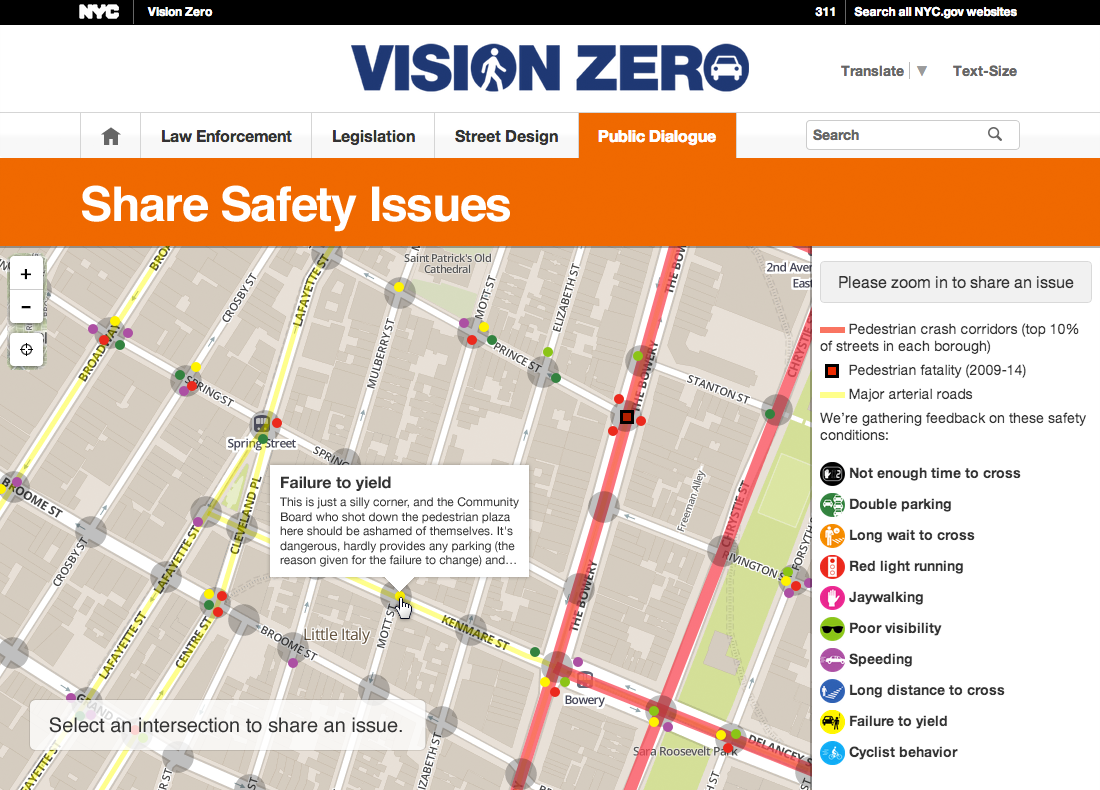 NYC
Vision Zero
311
Search all NYC.gov websites
VISION ZERO
Translate
Text-Size
Law Enforcement
Legislation
Street Design
Public Dialogue
Search
Share Safety Issues
+
−
Please zoom in to share an issue
Pedestrian crash corridors (top 10%
of streets in each borough)
Pedestrian fatality (2009-14)
Major arterial roads
We're gathering feedback on these safety
conditions:
Not enough time to cross
Double parking
Long wait to cross
Red light running
Jaywalking
Poor visibility
Speeding
Long distance to cross
Failure to yield
Cyclist behavior
Saint Patrick's Old
Cathedral
2nd Aven
East
BRO
CROSBY ST
LAFAYETTE ST
MULBERRY ST
MOTT ST
ELIZABETH ST
THE BOW
CHRYSTIE
BROADWAY
SPRING ST
PRINCE ST
THE BOWERY
STANTON ST
Spring Street
SPRING
BROOME ST
CLEVELAND PL
Freeman Alley
CHRYSTIE ST
RIVINGTON
FORSYTH
CROSBY ST
LAFAYETTE ST
Failure to yield
This is just a silly corner, and the Community
Board who shot down the pedestrian plaza
here should be ashamed of themselves. It's
dangerous, hardly provides any parking (the
reason given for the failure to change) and…
THE BOWERY
KENMARE ST
MOTT ST
Little Italy
BROOME ST
CENTRE ST
LAFAYETTE ST
Bowery
GRAND
Select an intersection to share an issue.
Sara Roosevelt Park
DELANCEY
IZABETH ST
AYETTE ST